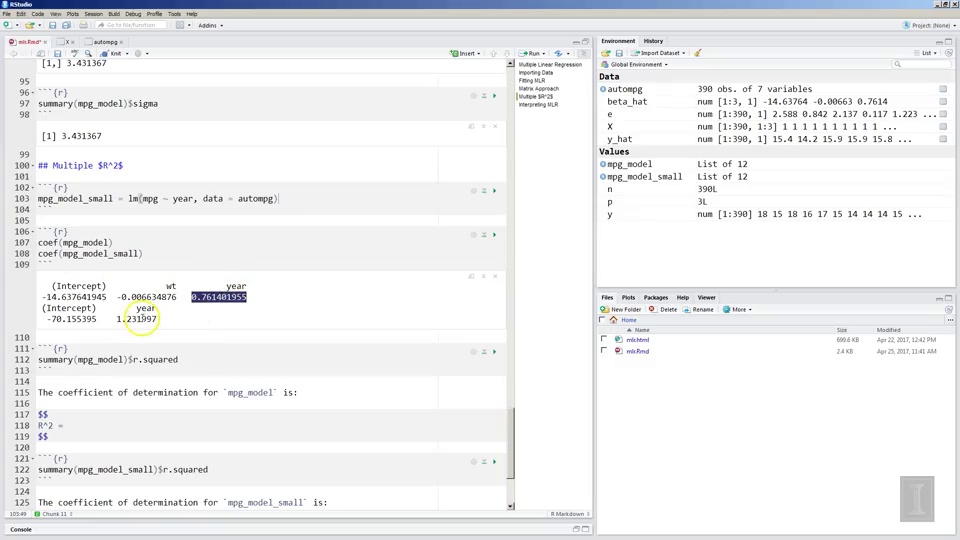 RStudio
File Edit Code View Plots Session Build Debug Profile Tools Help
Go to file/function
Addins
Project: (None)
mlr.Rmd*
X
autompg
Knit
Insert
Run
[1,] 3.431367
95
96 ```{r}
97 summary(mpg_model)$sigma
98 ```
[1] 3.431367
99
100 ## Multiple $R^2$
101
102 ```{r}
103 mpg_model_small = lm(mpg ~ year, data = autompg)
104 ```
105
106 ```{r}
107 coef(mpg_model)
108 coef(mpg_model_small)
109 ```
(Intercept) wt year
-14.637641945 -0.006634876 0.761401955
(Intercept) year
-70.155395 1.231997
110
111 ```{r}
112 summary(mpg_model)$r.squared
113 ```
114
115 The coefficient of determination for `mpg_model` is:
116
117 $$
118 R^2 =
119 $$
120
121 ```{r}
122 summary(mpg_model_small)$r.squared
123 ```
124
125 The coefficient of determination for `mpg_model_small` is:
103:49 Chunk 11
R Markdown
Console
Multiple Linear Regression
Importing Data
Fitting MLR
Matrix Approach
Multiple $R^2$
Interpreting MLR
Environment History
Import Dataset
List
Global Environment
Data
autompg 390 obs. of 7 variables
beta_hat num [1:3, 1] -14.63764 -0.00663 0.7614
e num [1:390, 1] 2.588 0.842 2.137 0.117 1.223 ...
X num [1:390, 1:3] 1 1 1 1 1 1 1 1 1 1 ...
y_hat num [1:390, 1] 15.4 14.2 15.9 15.9 15.8 ...
Values
mpg_model List of 12
mpg_model_small List of 12
n 390L
p 3L
y num [1:390] 18 15 18 16 17 15 14 14 14 15 ...
Files Plots Packages Help Viewer
New Folder Delete Rename More
Home
Name Size Modified
mlr.html 699.6 KB Apr 22, 2017, 12:42 PM
mlr.Rmd 2.4 KB Apr 25, 2017, 11:41 AM
I